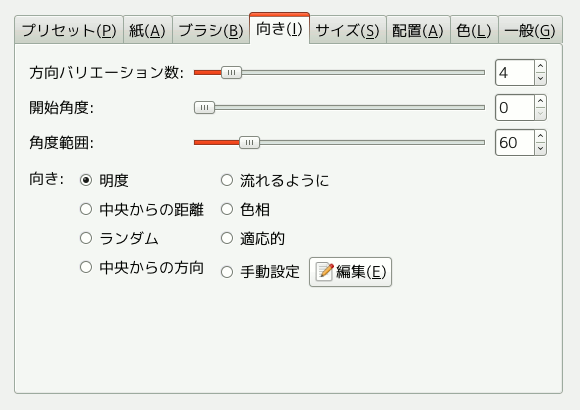 プリセット(P) 紙(A) ブラシ(B) 向き(I) サイズ(S) 配置(A) 色(L) 一般(G)
方向バリエーション数: 4
開始角度: 0
角度範囲: 60
向き: 明度 流れるように
中央からの距離 色相
ランダム 適応的
中央からの方向 手動設定 編集(E)